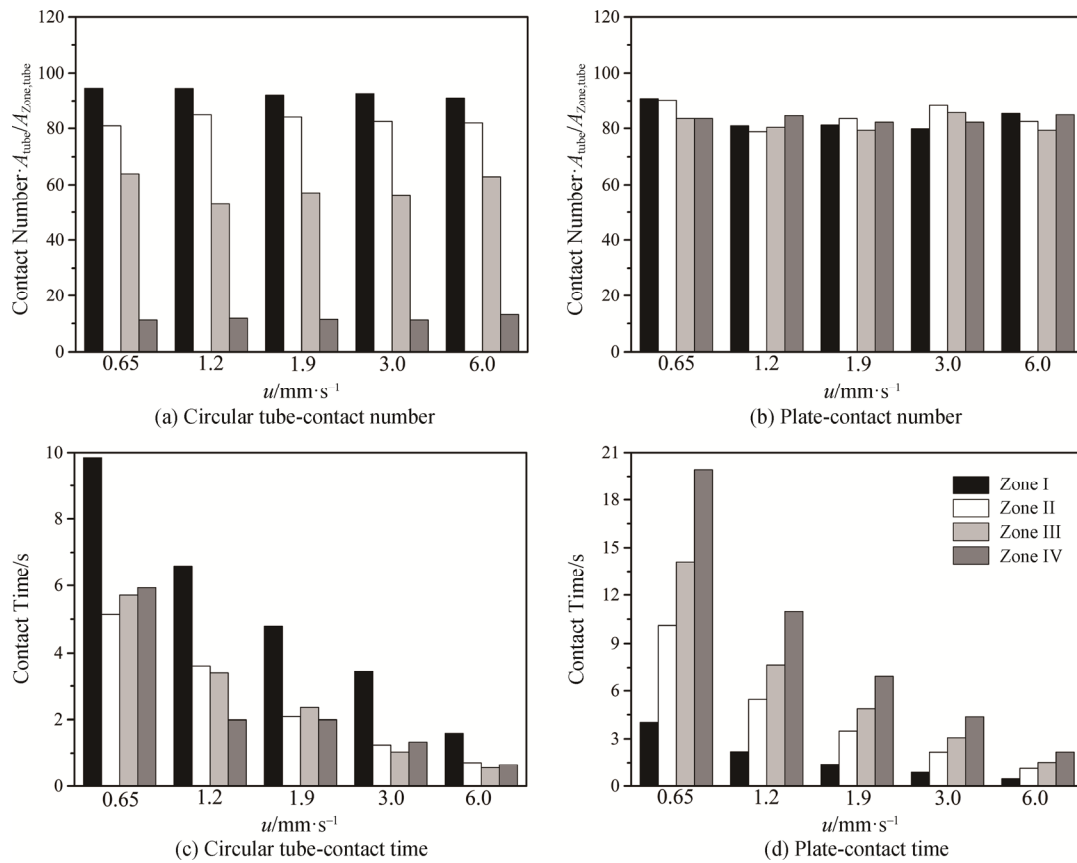 120
100
80
60
40
20
0
Contact Number·A_tube/A_Zone,tube
0.65 1.2 1.9 3.0 6.0
u/mm·s⁻¹
(a) Circular tube-contact number
120
100
80
60
40
20
0
Contact Number·A_tube/A_Zone,tube
0.65 1.2 1.9 3.0 6.0
u/mm·s⁻¹
(b) Plate-contact number
10
8
6
4
2
0
Contact Time/s
0.65 1.2 1.9 3.0 6.0
u/mm·s⁻¹
(c) Circular tube-contact time
21
18
15
12
9
6
3
0
Contact Time/s
Zone I
Zone II
Zone III
Zone IV
0.65 1.2 1.9 3.0 6.0
u/mm·s⁻¹
(d) Plate-contact time